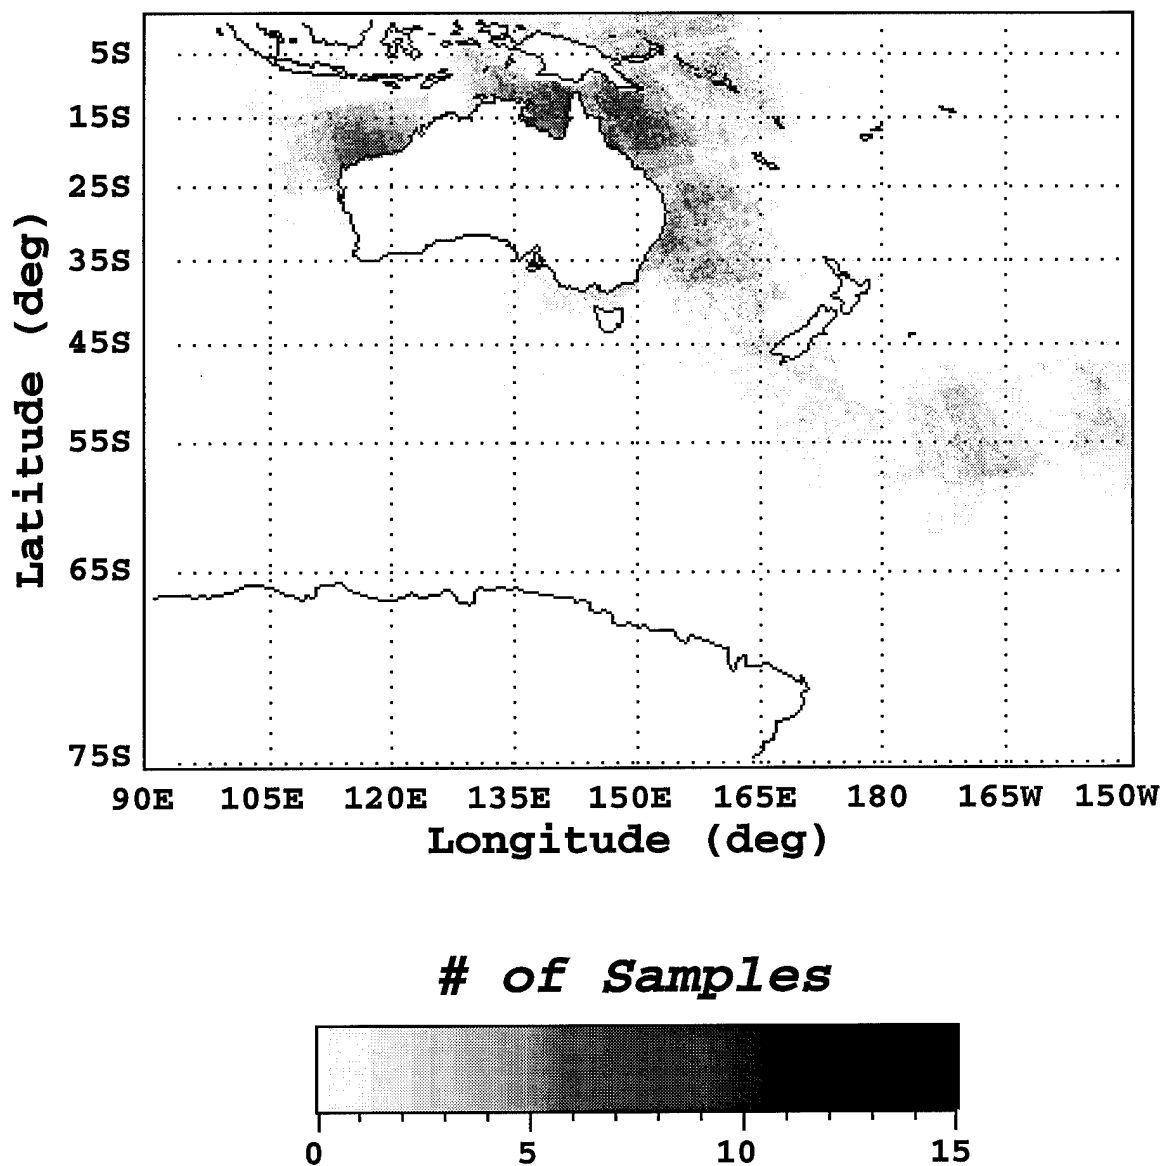 5S
15S
25S
35S
45S
55S
65S
75S
Latitude (deg)
90E 105E 120E 135E 150E 165E 180 165W 150W
Longitude (deg)
# of Samples
0 5 10 15